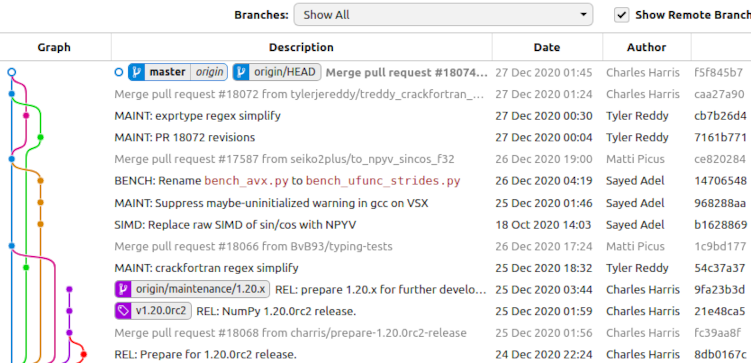 Branches: Show All Show Remote Branch
Graph Description Date Author
master origin origin/HEAD Merge pull request #18074... 27 Dec 2020 01:45 Charles Harris f5f845b7
Merge pull request #18072 from tylerjereddy/treddy_crackfortran_... 27 Dec 2020 01:24 Charles Harris caa27a90
MAINT: exprtype regex simplify 27 Dec 2020 00:30 Tyler Reddy cb7b26d4
MAINT: PR 18072 revisions 27 Dec 2020 00:04 Tyler Reddy 7161b771
Merge pull request #17587 from seiko2plus/to_npyv_sincos_f32 26 Dec 2020 19:00 Matti Picus ce820284
BENCH: Rename bench_avx.py to bench_ufunc_strides.py 26 Dec 2020 04:19 Sayed Adel 14706548
MAINT: Suppress maybe-uninitialized warning in gcc on VSX 25 Dec 2020 01:46 Sayed Adel 968288aa
SIMD: Replace raw SIMD of sin/cos with NPYV 18 Oct 2020 14:03 Sayed Adel b1628869
Merge pull request #18066 from BvB93/typing-tests 26 Dec 2020 17:24 Matti Picus 1c9bd177
MAINT: crackfortran regex simplify 25 Dec 2020 18:32 Tyler Reddy 54c37a37
origin/maintenance/1.20.x REL: prepare 1.20.x for further develo... 25 Dec 2020 03:44 Charles Harris 9fa23b3d
v1.20.0rc2 REL: NumPy 1.20.0rc2 release. 25 Dec 2020 01:59 Charles Harris 21e48ca5
Merge pull request #18068 from charris/prepare-1.20.0rc2-release 25 Dec 2020 01:56 Charles Harris fc39aa8f
REL: Prepare for 1.20.0rc2 release. 24 Dec 2020 22:24 Charles Harris 8db0167c